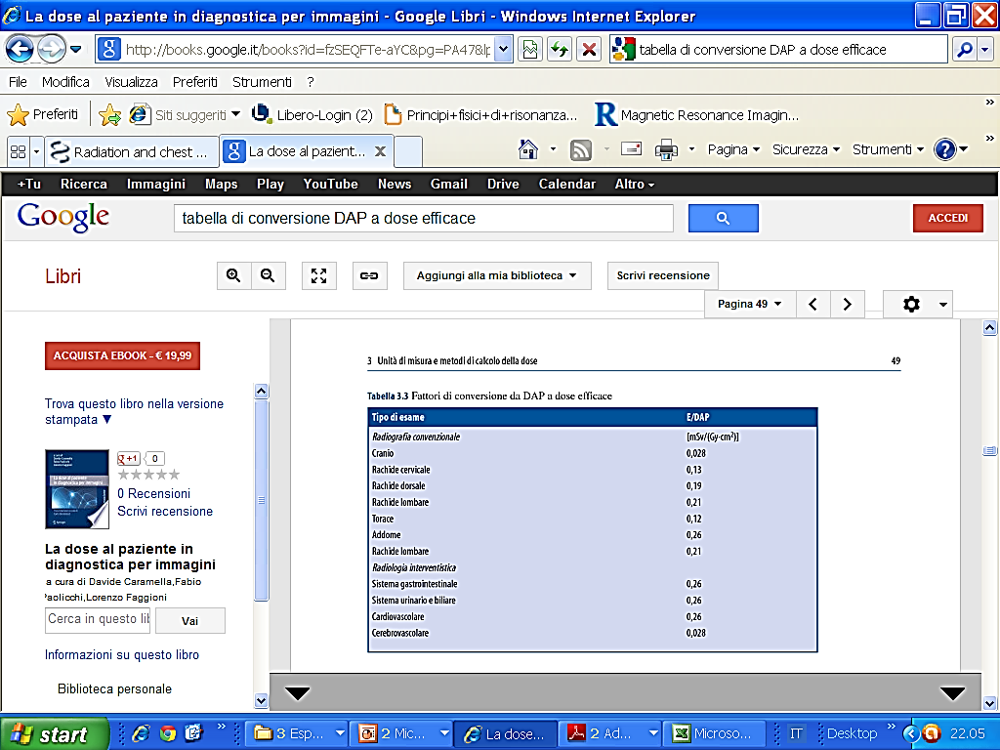 La dose al paziente in diagnostica per immagini - Google Libri - Windows Internet Explorer
http://books.google.it/books?id=fzSEQFTe-aYC&pg=PA47&l
tabella di conversione DAP a dose efficace
File Modifica Visualizza Preferiti Strumenti ?
Preferiti Siti suggeriti Libero-Login (2) Principi+fisici+di+risonanza... Magnetic Resonance Imagin... »
Radiation and chest ... La dose al pazient... Pagina Sicurezza Strumenti »
+Tu Ricerca Immagini Maps Play YouTube News Gmail Drive Calendar Altro
Google
tabella di conversione DAP a dose efficace
ACCEDI
Libri
Aggiungi alla mia biblioteca
Scrivi recensione
Pagina 49
ACQUISTA EBOOK - € 19,99
Trova questo libro nella versione
stampata ▼
+1 0
0 Recensioni
Scrivi recensione
La dose al paziente in
diagnostica per immagini
a cura di Davide Caramella,Fabio
aolicchi,Lorenzo Faggioni
Cerca in questo lib
Vai
Informazioni su questo libro
Biblioteca personale
3 Unità di misura e metodi di calcolo della dose 49
Tabella 3.3 Fattori di conversione da DAP a dose efficace
Tipo di esame E/DAP
Radiografia convenzionale [mSv/(Gy·cm²)]
Cranio 0,028
Rachide cervicale 0,13
Rachide dorsale 0,19
Rachide lombare 0,21
Torace 0,12
Addome 0,26
Rachide lombare 0,21
Radiologia interventistica
Sistema gastrointestinale 0,26
Sistema urinario e biliare 0,26
Cardiovascolare 0,26
Cerebrovascolare 0,028
start » 3 Esp... 2 Mic... La dose... 2 Ad... Microso... IT Desktop » 22.05